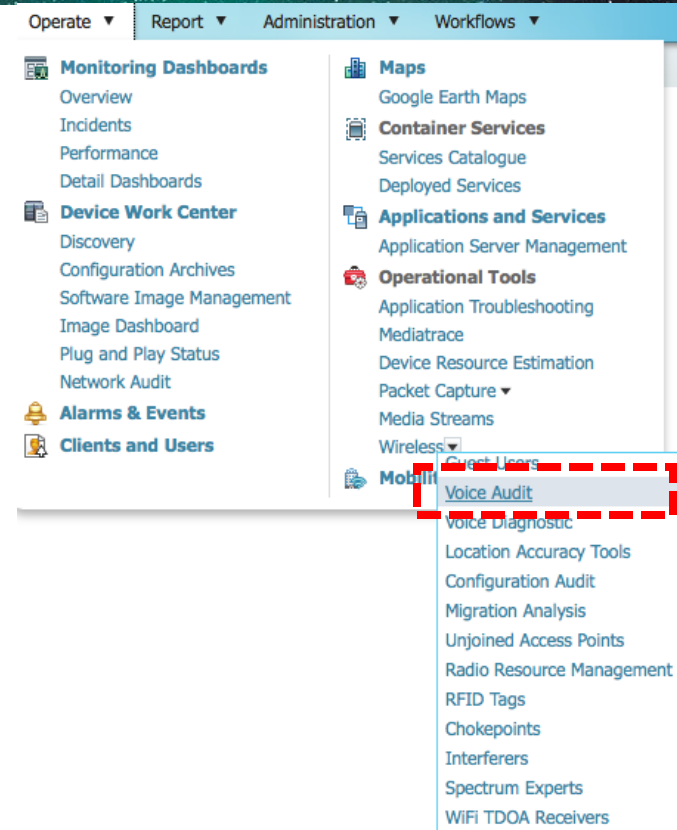 Operate ▼ Report ▼ Administration ▼ Workflows ▼
Monitoring Dashboards
Overview
Incidents
Performance
Detail Dashboards
Device Work Center
Discovery
Configuration Archives
Software Image Management
Image Dashboard
Plug and Play Status
Network Audit
Alarms & Events
Clients and Users
Maps
Google Earth Maps
Container Services
Services Catalogue
Deployed Services
Applications and Services
Application Server Management
Operational Tools
Application Troubleshooting
Mediatrace
Device Resource Estimation
Packet Capture ▼
Media Streams
Wireless ▼
Mobilit
Guest Users
Voice Audit
Voice Diagnostic
Location Accuracy Tools
Configuration Audit
Migration Analysis
Unjoined Access Points
Radio Resource Management
RFID Tags
Chokepoints
Interferers
Spectrum Experts
WiFi TDOA Receivers